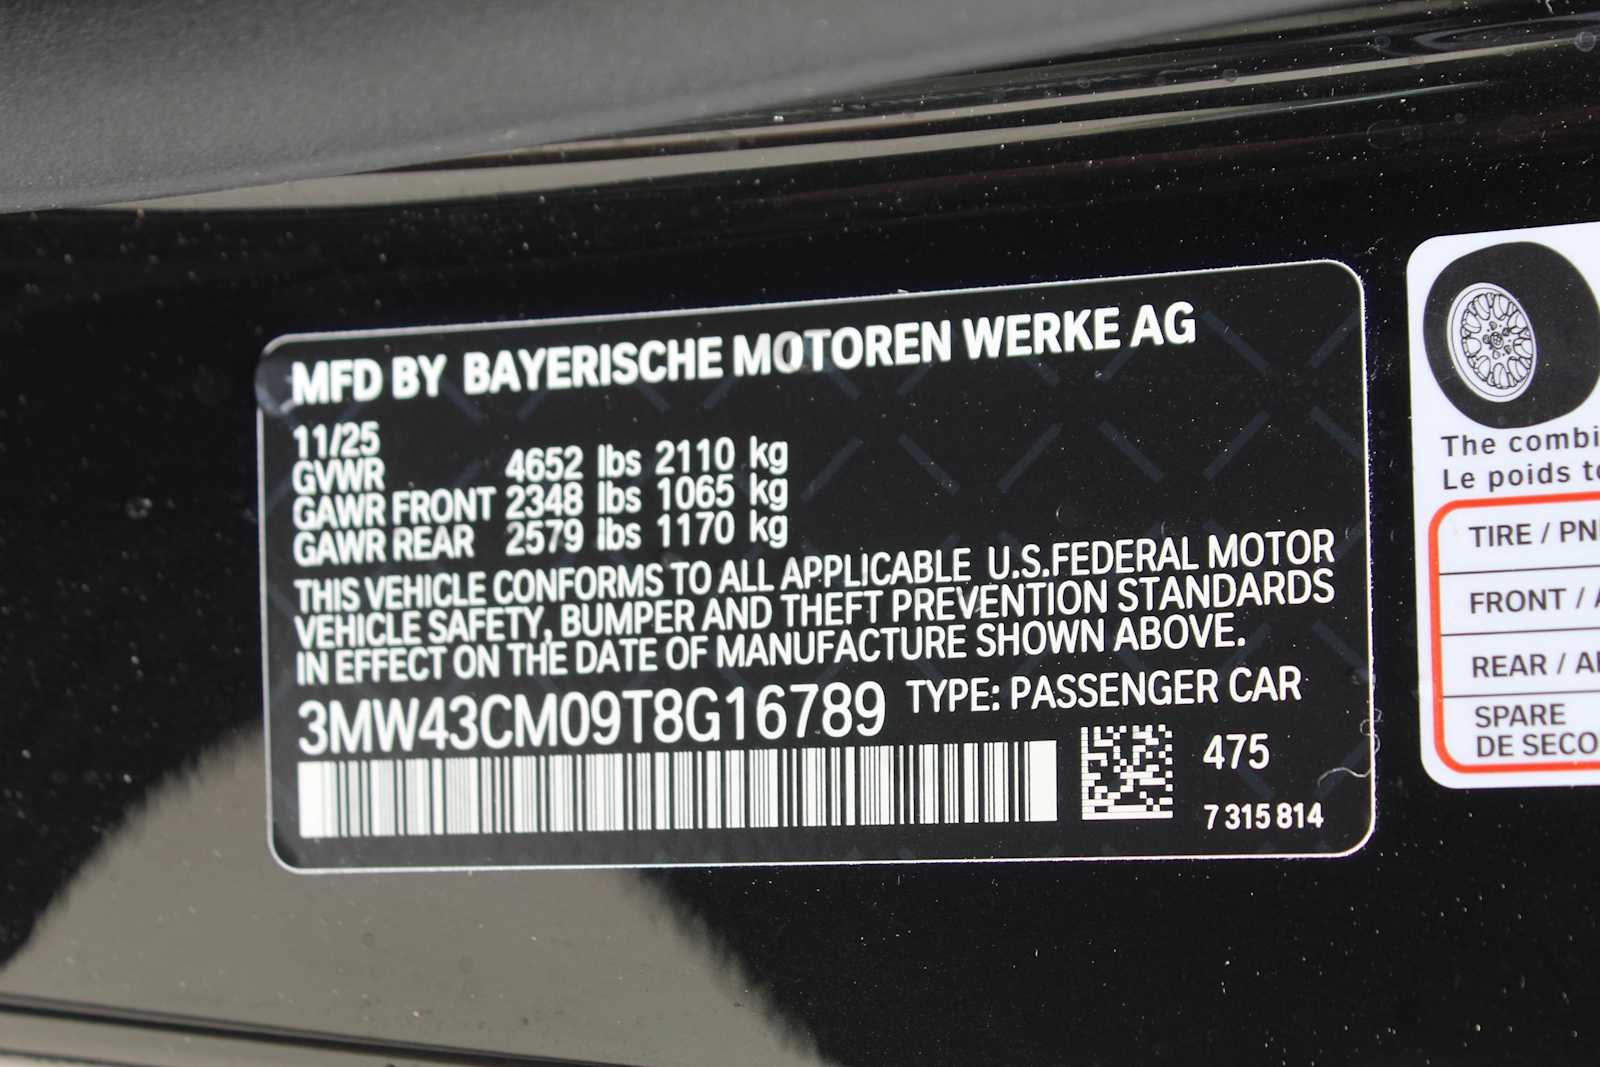 MFD BY BAYERISCHE MOTOREN WERKE AG
11/25
GVWR 4652 lbs 2110 kg
GAWR FRONT 2348 lbs 1065 kg
GAWR REAR 2579 lbs 1170 kg
THIS VEHICLE CONFORMS TO ALL APPLICABLE U.S.FEDERAL MOTOR
VEHICLE SAFETY, BUMPER AND THEFT PREVENTION STANDARDS
IN EFFECT ON THE DATE OF MANUFACTURE SHOWN ABOVE.
3MW43CM09T8G16789 TYPE: PASSENGER CAR
475
7 315 814
The combi
Le poids to
TIRE / PN
FRONT / A
REAR / AR
SPARE
DE SECO